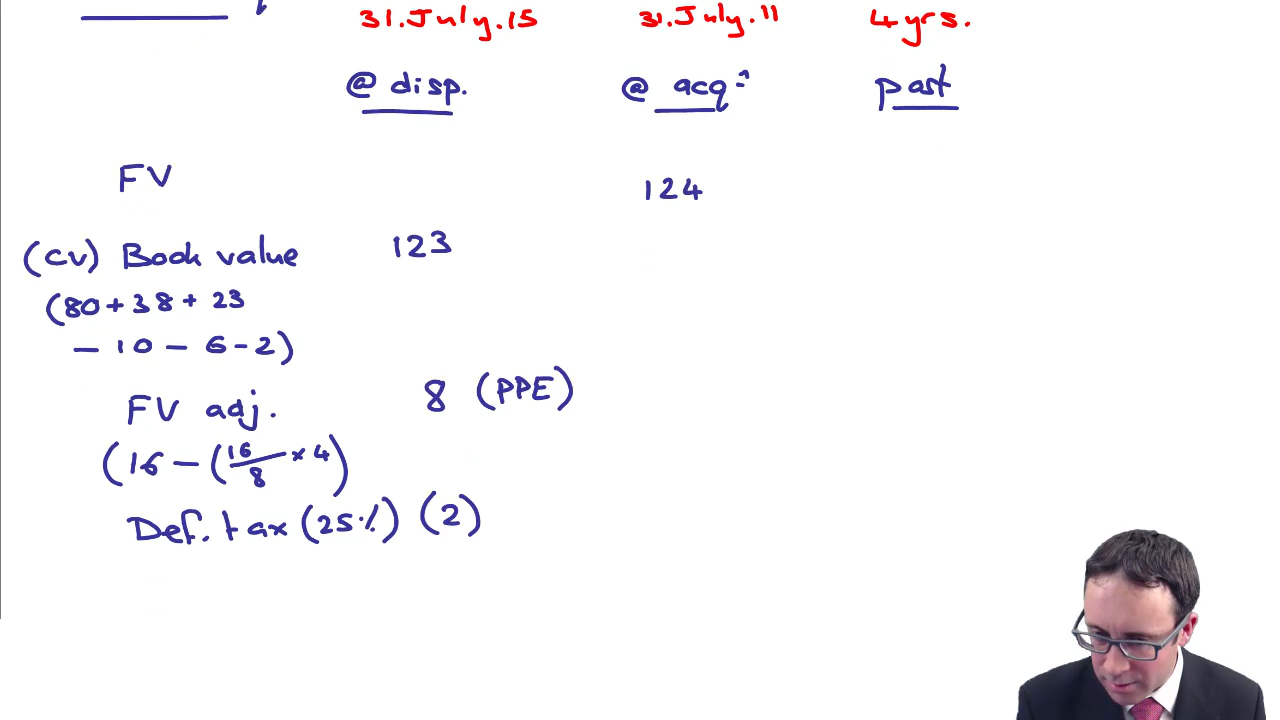 31.July.15 31.July.11 4 yrs.
@ disp. @ acq= past
FV 124
(CV) Book value 123
(80+38+23
- 10 - 6 - 2)
FV adj. 8 (PPE)
(16 - (16/8 × 4)
Def. tax (25%) (2)